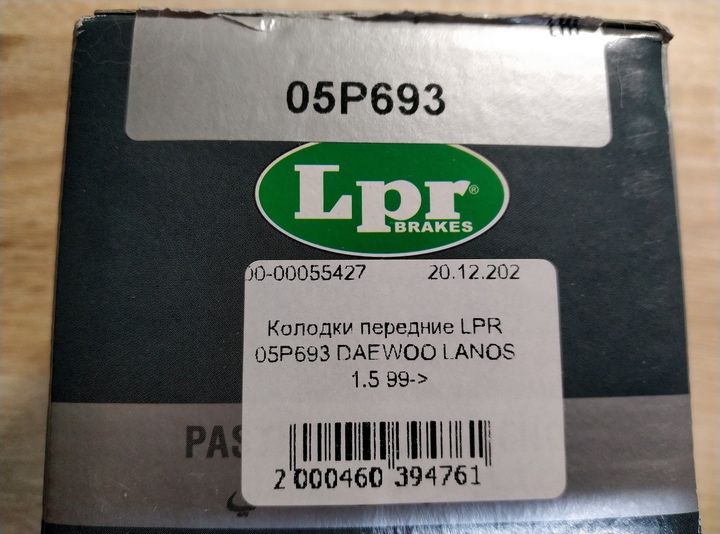 05P693
Lpr®
BRAKES
00-00055427 20.12.202
Колодки передние LPR
05P693 DAEWOO LANOS
1.5 99->
PAS
2 000460 394761